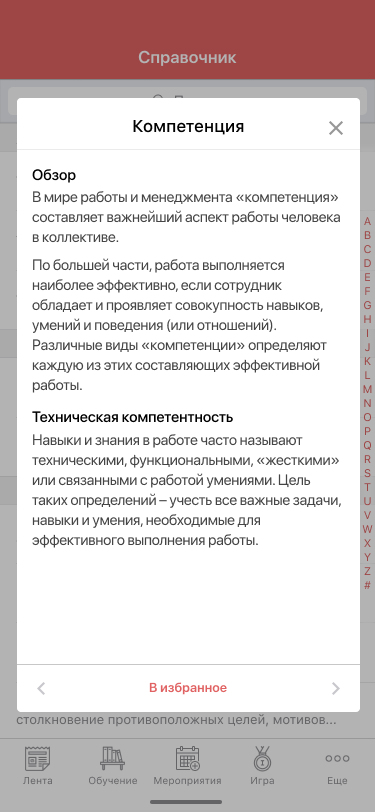 Справочник
Компетенция
Обзор
В мире работы и менеджмента «компетенция»
составляет важнейший аспект работы человека
в коллективе.
По большей части, работа выполняется
наиболее эффективно, если сотрудник
обладает и проявляет совокупность навыков,
умений и поведения (или отношений).
Различные виды «компетенции» определяют
каждую из этих составляющих эффективной
работы.
Техническая компетентность
Навыки и знания в работе часто называют
техническими, функциональными, «жесткими»
или связанными с работой умениями. Цель
таких определений – учесть все важные задачи,
навыки и умения, необходимые для
эффективного выполнения работы.
В избранное
A
B
C
D
E
F
G
H
I
J
K
L
M
N
O
P
Q
R
S
T
U
V
W
X
Y
Z
#
столкновение противоположных целей, мотивов...
Лента Обучение Мероприятия Игра Еще